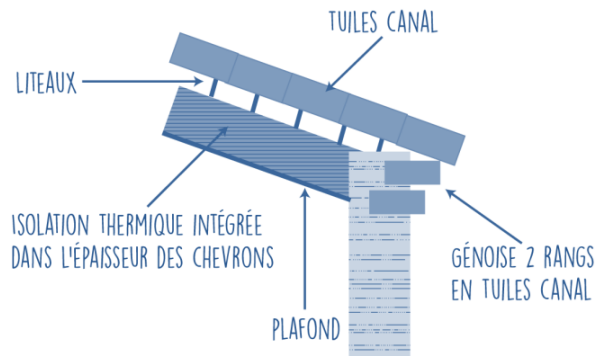 TUILES CANAL
LITEAUX
ISOLATION THERMIQUE INTÉGRÉE
DANS L'ÉPAISSEUR DES CHEVRONS
GÉNOISE 2 RANGS
EN TUILES CANAL
PLAFOND